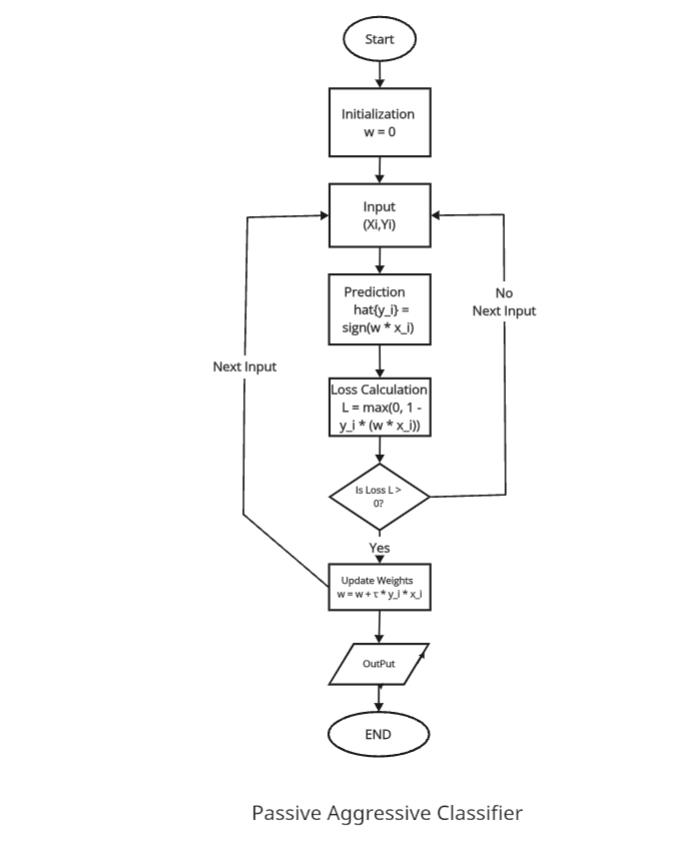 Start
Initialization
w = 0
Input
(Xi,Yi)
Prediction
hat{y_i} =
sign(w * x_i)
No
Next Input
Next Input
Loss Calculation
L = max(0, 1 -
y_i * (w * x_i))
Is Loss L >
0?
Yes
Update Weights
w = w + τ * y_i * x_i
OutPut
END
Passive Aggressive Classifier